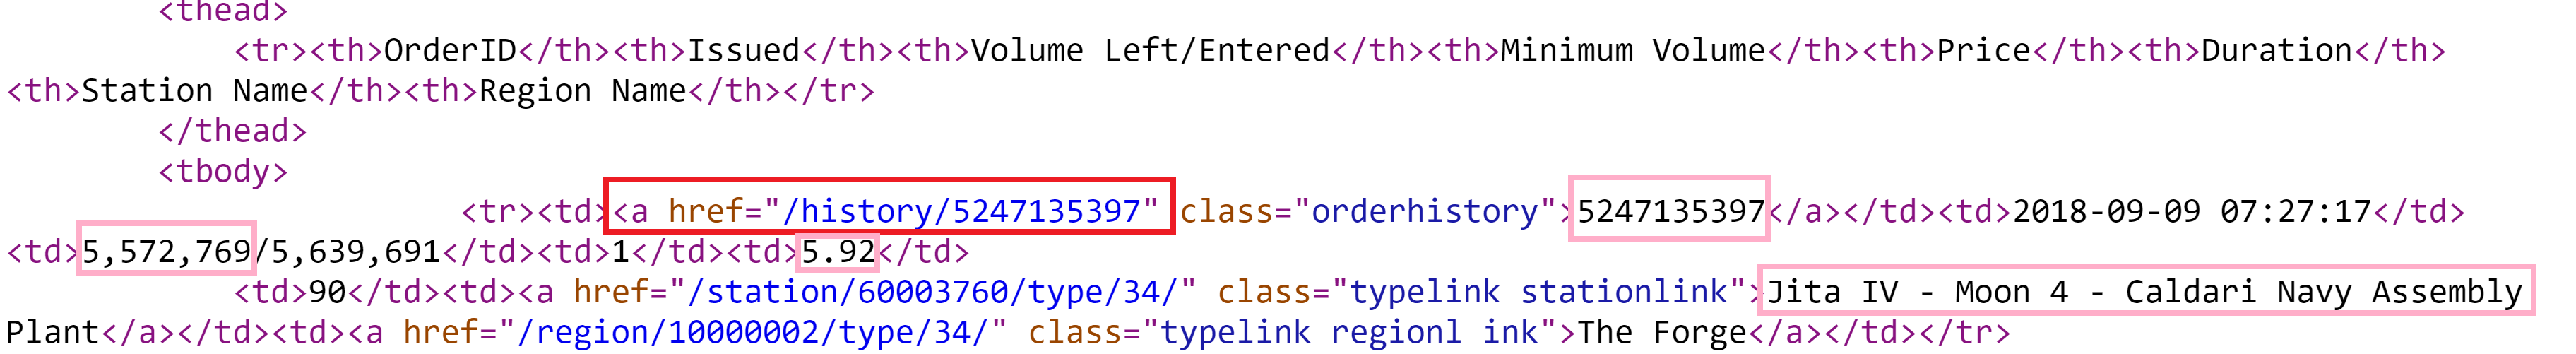 <thead>
<tr><th>OrderID</th><th>Issued</th><th>Volume Left/Entered</th><th>Minimum Volume</th><th>Price</th><th>Duration</th>
<th>Station Name</th><th>Region Name</th></tr>
</thead>
<tbody>
<tr><td><a href="/history/5247135397" class="orderhistory">5247135397</a></td><td>2018-09-09 07:27:17</td>
<td>5,572,769/5,639,691</td><td>1</td><td>5.92</td>
<td>90</td><td><a href="/station/60003760/type/34/" class="typelink stationlink">Jita IV - Moon 4 - Caldari Navy Assembly
Plant</a></td><td><a href="/region/10000002/type/34/" class="typelink regionl ink">The Forge</a></td></tr>